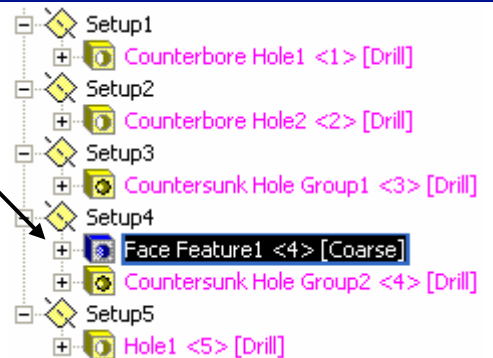 Setup1
Counterbore Hole1 <1> [Drill]
Setup2
Counterbore Hole2 <2> [Drill]
Setup3
Countersunk Hole Group1 <3> [Drill]
Setup4
Face Feature1 <4> [Coarse]
Countersunk Hole Group2 <4> [Drill]
Setup5
Hole1 <5> [Drill]